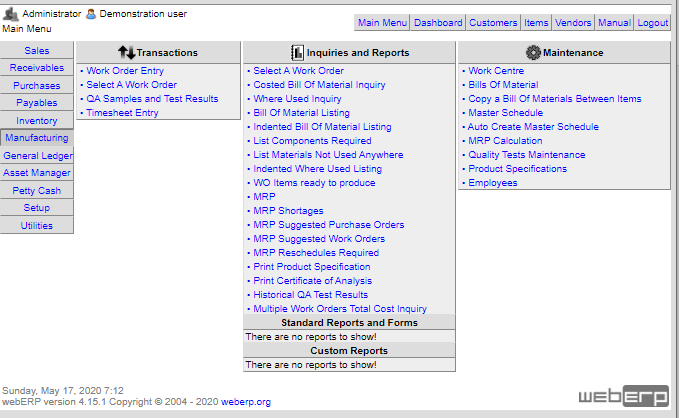 Administrator Demonstration user
Main Menu
Main Menu Dashboard Customers Items Vendors Manual Logout
Sales
Receivables
Purchases
Payables
Inventory
Manufacturing
General Ledger
Asset Manager
Petty Cash
Setup
Utilities
Transactions
• Work Order Entry
• Select A Work Order
• QA Samples and Test Results
• Timesheet Entry
Inquiries and Reports
• Select A Work Order
• Costed Bill Of Material Inquiry
• Where Used Inquiry
• Bill Of Material Listing
• Indented Bill Of Material Listing
• List Components Required
• List Materials Not Used Anywhere
• Indented Where Used Listing
• WO Items ready to produce
• MRP
• MRP Shortages
• MRP Suggested Purchase Orders
• MRP Suggested Work Orders
• MRP Reschedules Required
• Print Product Specification
• Print Certificate of Analysis
• Historical QA Test Results
• Multiple Work Orders Total Cost Inquiry
Standard Reports and Forms
There are no reports to show!
Custom Reports
There are no reports to show!
Maintenance
• Work Centre
• Bills Of Material
• Copy a Bill Of Materials Between Items
• Master Schedule
• Auto Create Master Schedule
• MRP Calculation
• Quality Tests Maintenance
• Product Specifications
• Employees
Sunday, May 17, 2020 7:12
webERP version 4.15.1 Copyright © 2004 - 2020 weberp.org
webERP